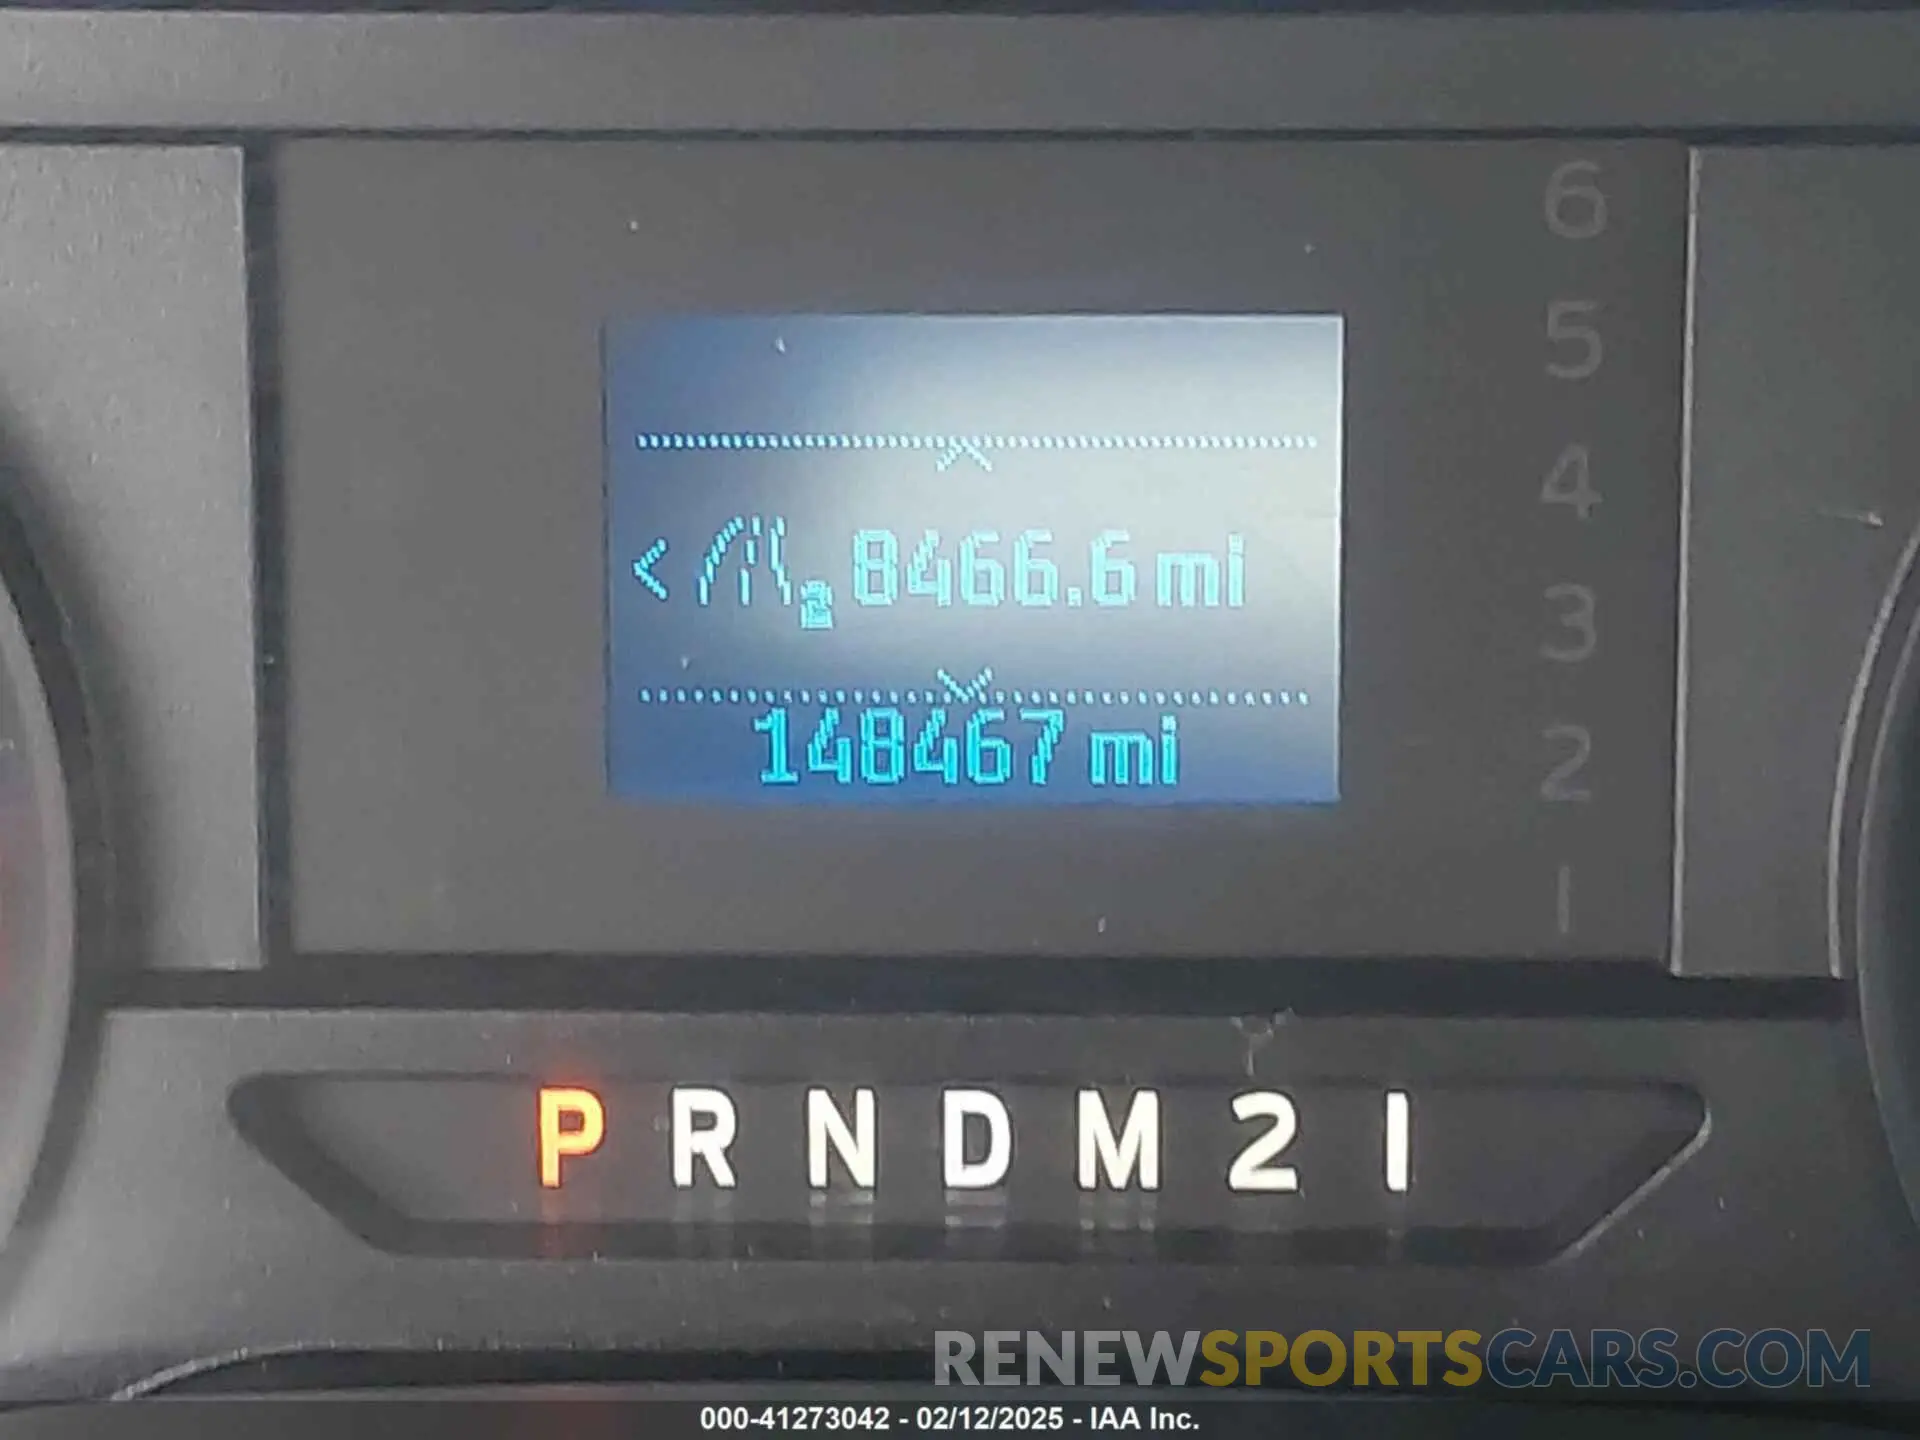 6
5
4
< 2 8466.6 mi
3
2
148467 mi
1
P R N D M 2 1
RENEWSPORTSCARS.COM
000-41273042 - 02/12/2025 - IAA Inc.